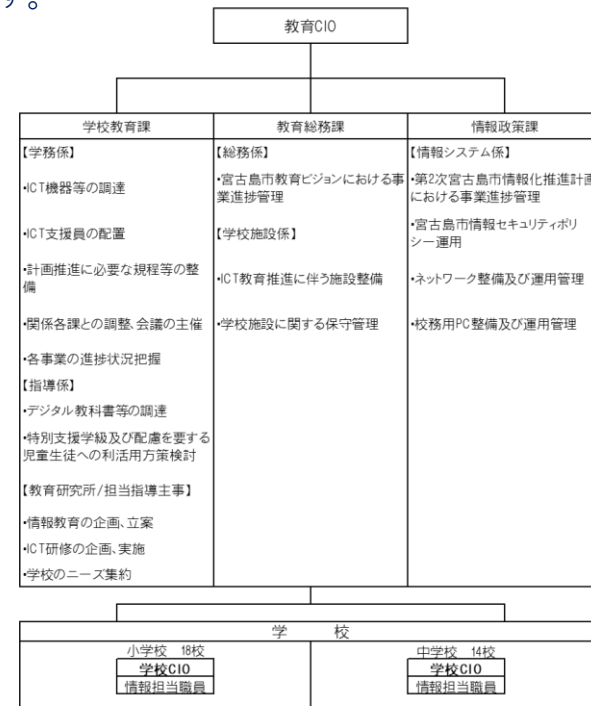 す。
教育CIO
学校教育課
【学務係】
・ICT機器等の調達
・ICT支援員の配置
・計画推進に必要な規程等の整
備
・関係各課との調整、会議の主催
・各事業の進捗状況把握
【指導係】
・デジタル教科書等の調達
・特別支援学級及び配慮を要する
児童生徒への利活用方策検討
【教育研究所/担当指導主事】
・情報教育の企画、立案
・ICT研修の企画、実施
・学校のニーズ集約
教育総務課
【総務係】
・宮古島市教育ビジョンにおける事
業進捗管理
【学校施設係】
・ICT教育推進に伴う施設整備
・学校施設に関する保守管理
情報政策課
【情報システム係】
・第2次宮古島市情報化推進計画
における事業進捗管理
・宮古島市情報セキュリティポリ
シー運用
・ネットワーク整備及び運用管理
・校務用PC整備及び運用管理
学 校
小学校 18校
学校CIO
情報担当職員
中学校 14校
学校CIO
情報担当職員